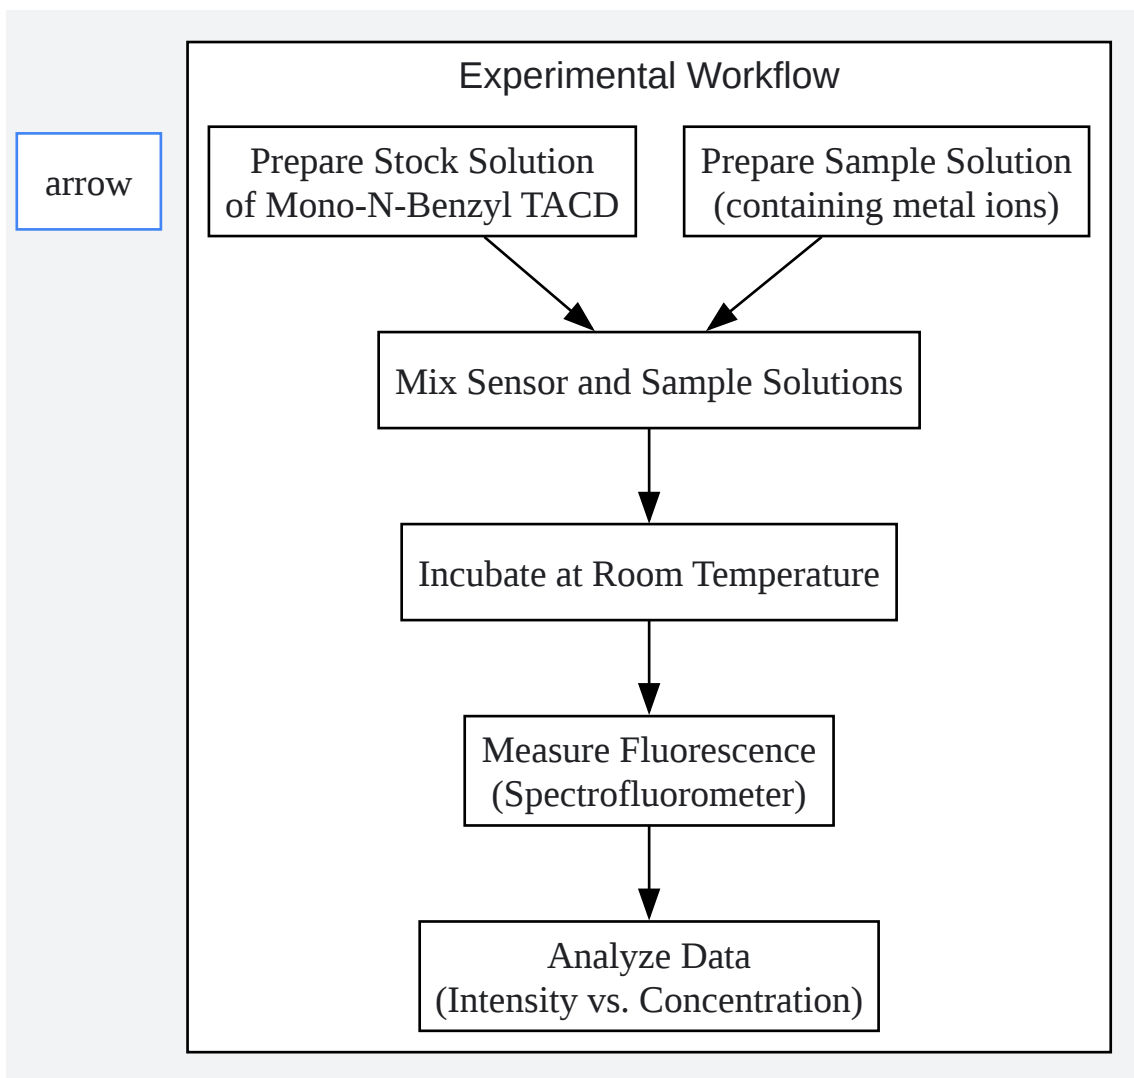 Experimental Workflow
arrow
Prepare Stock Solution
of Mono-N-Benzyl TACD
Prepare Sample Solution
(containing metal ions)
Mix Sensor and Sample Solutions
Incubate at Room Temperature
Measure Fluorescence
(Spectrofluorometer)
Analyze Data
(Intensity vs. Concentration)